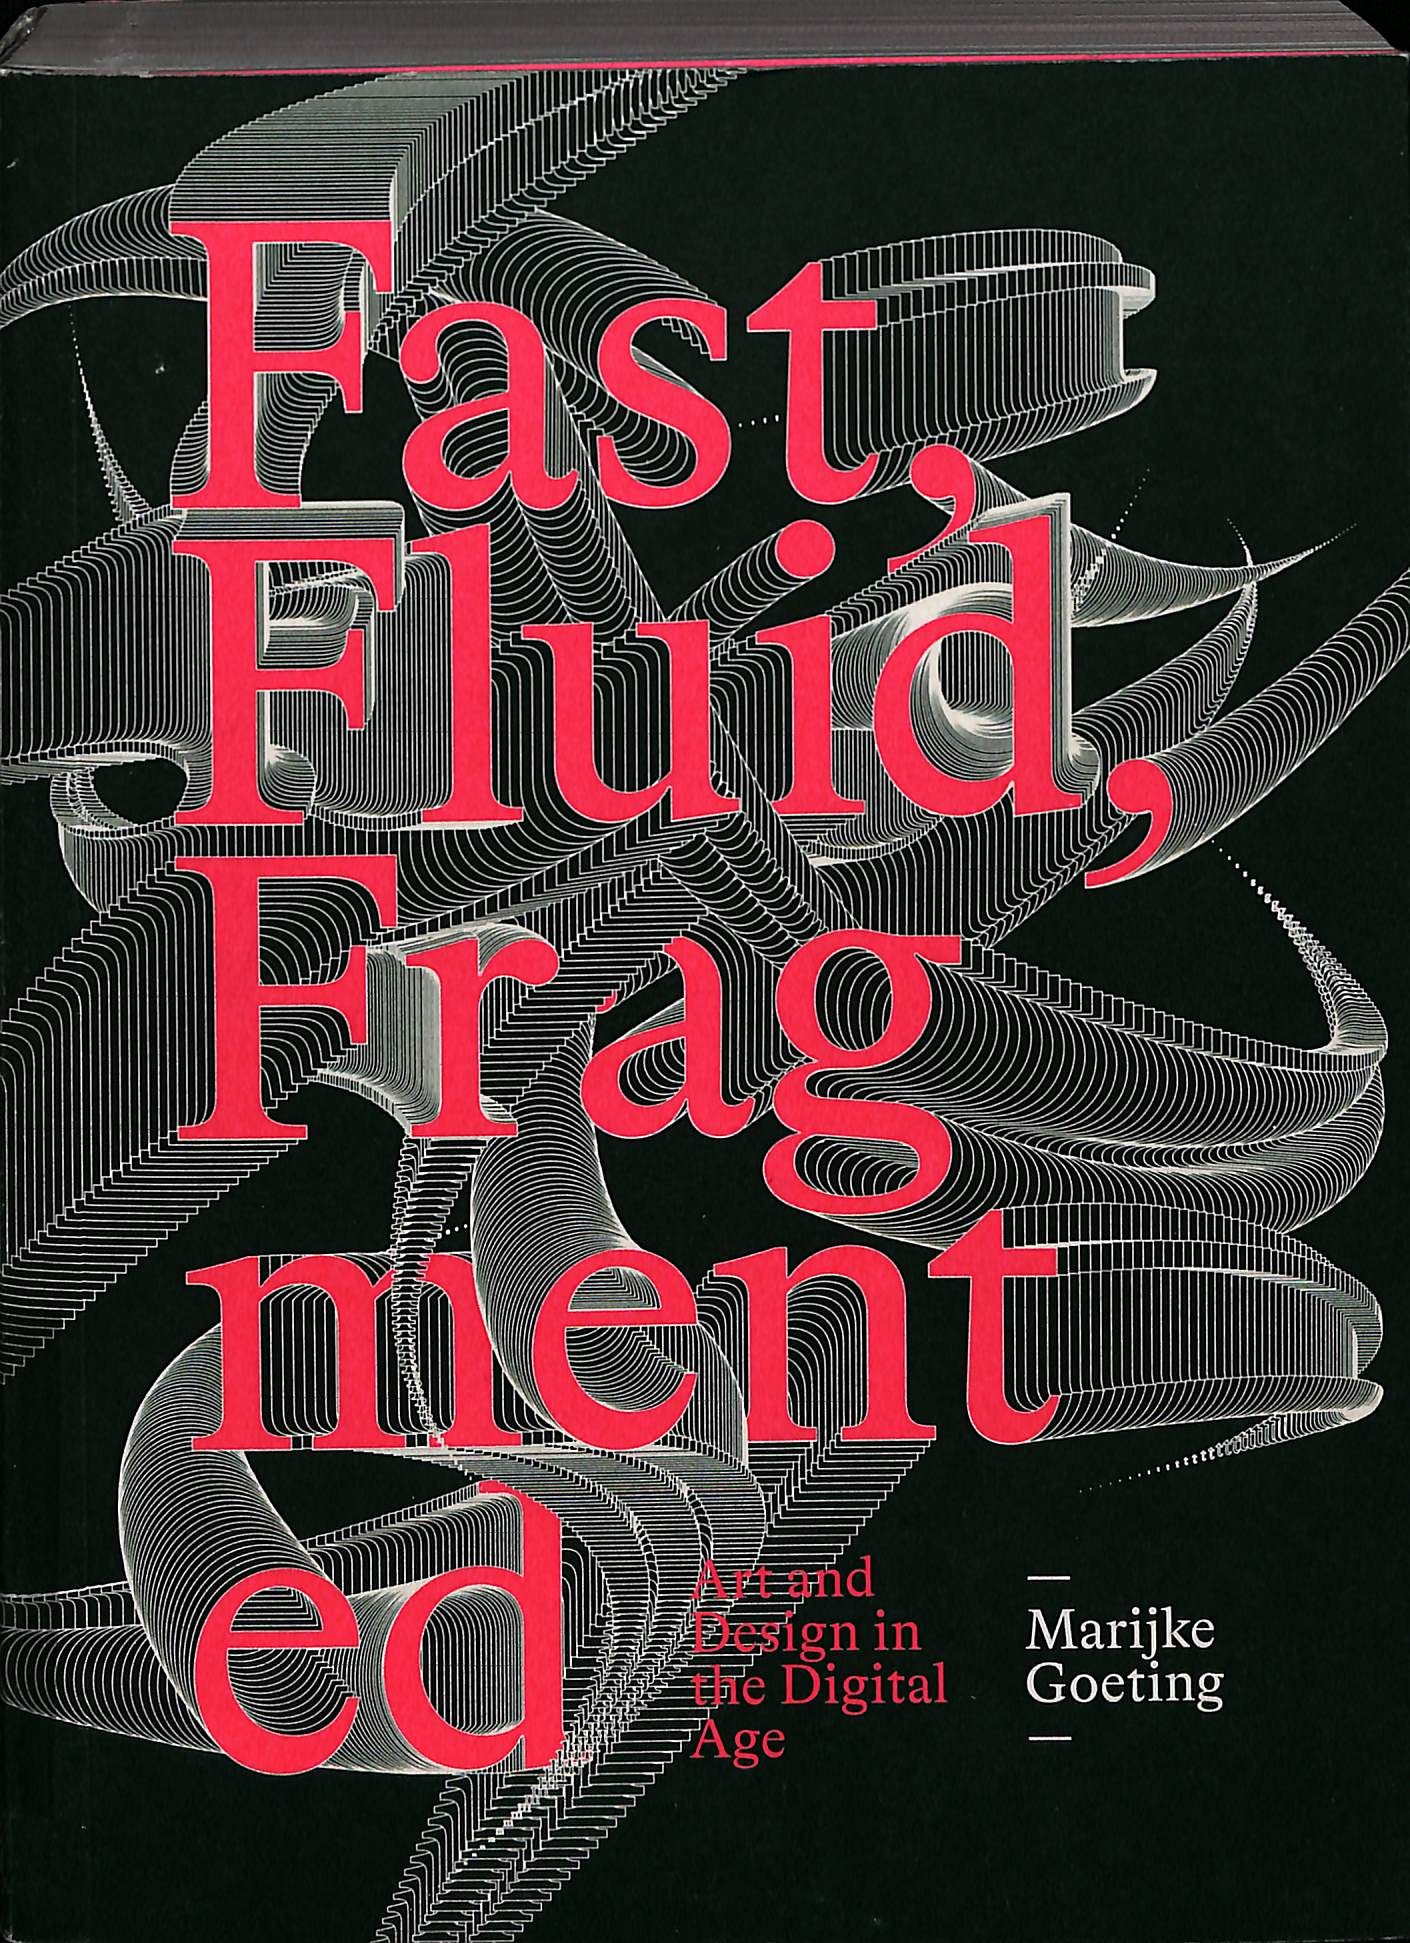 Fast,
Fluid,
Frag
ment
ed
Art and
Design in
the Digital
Age
Marijke
Goeting